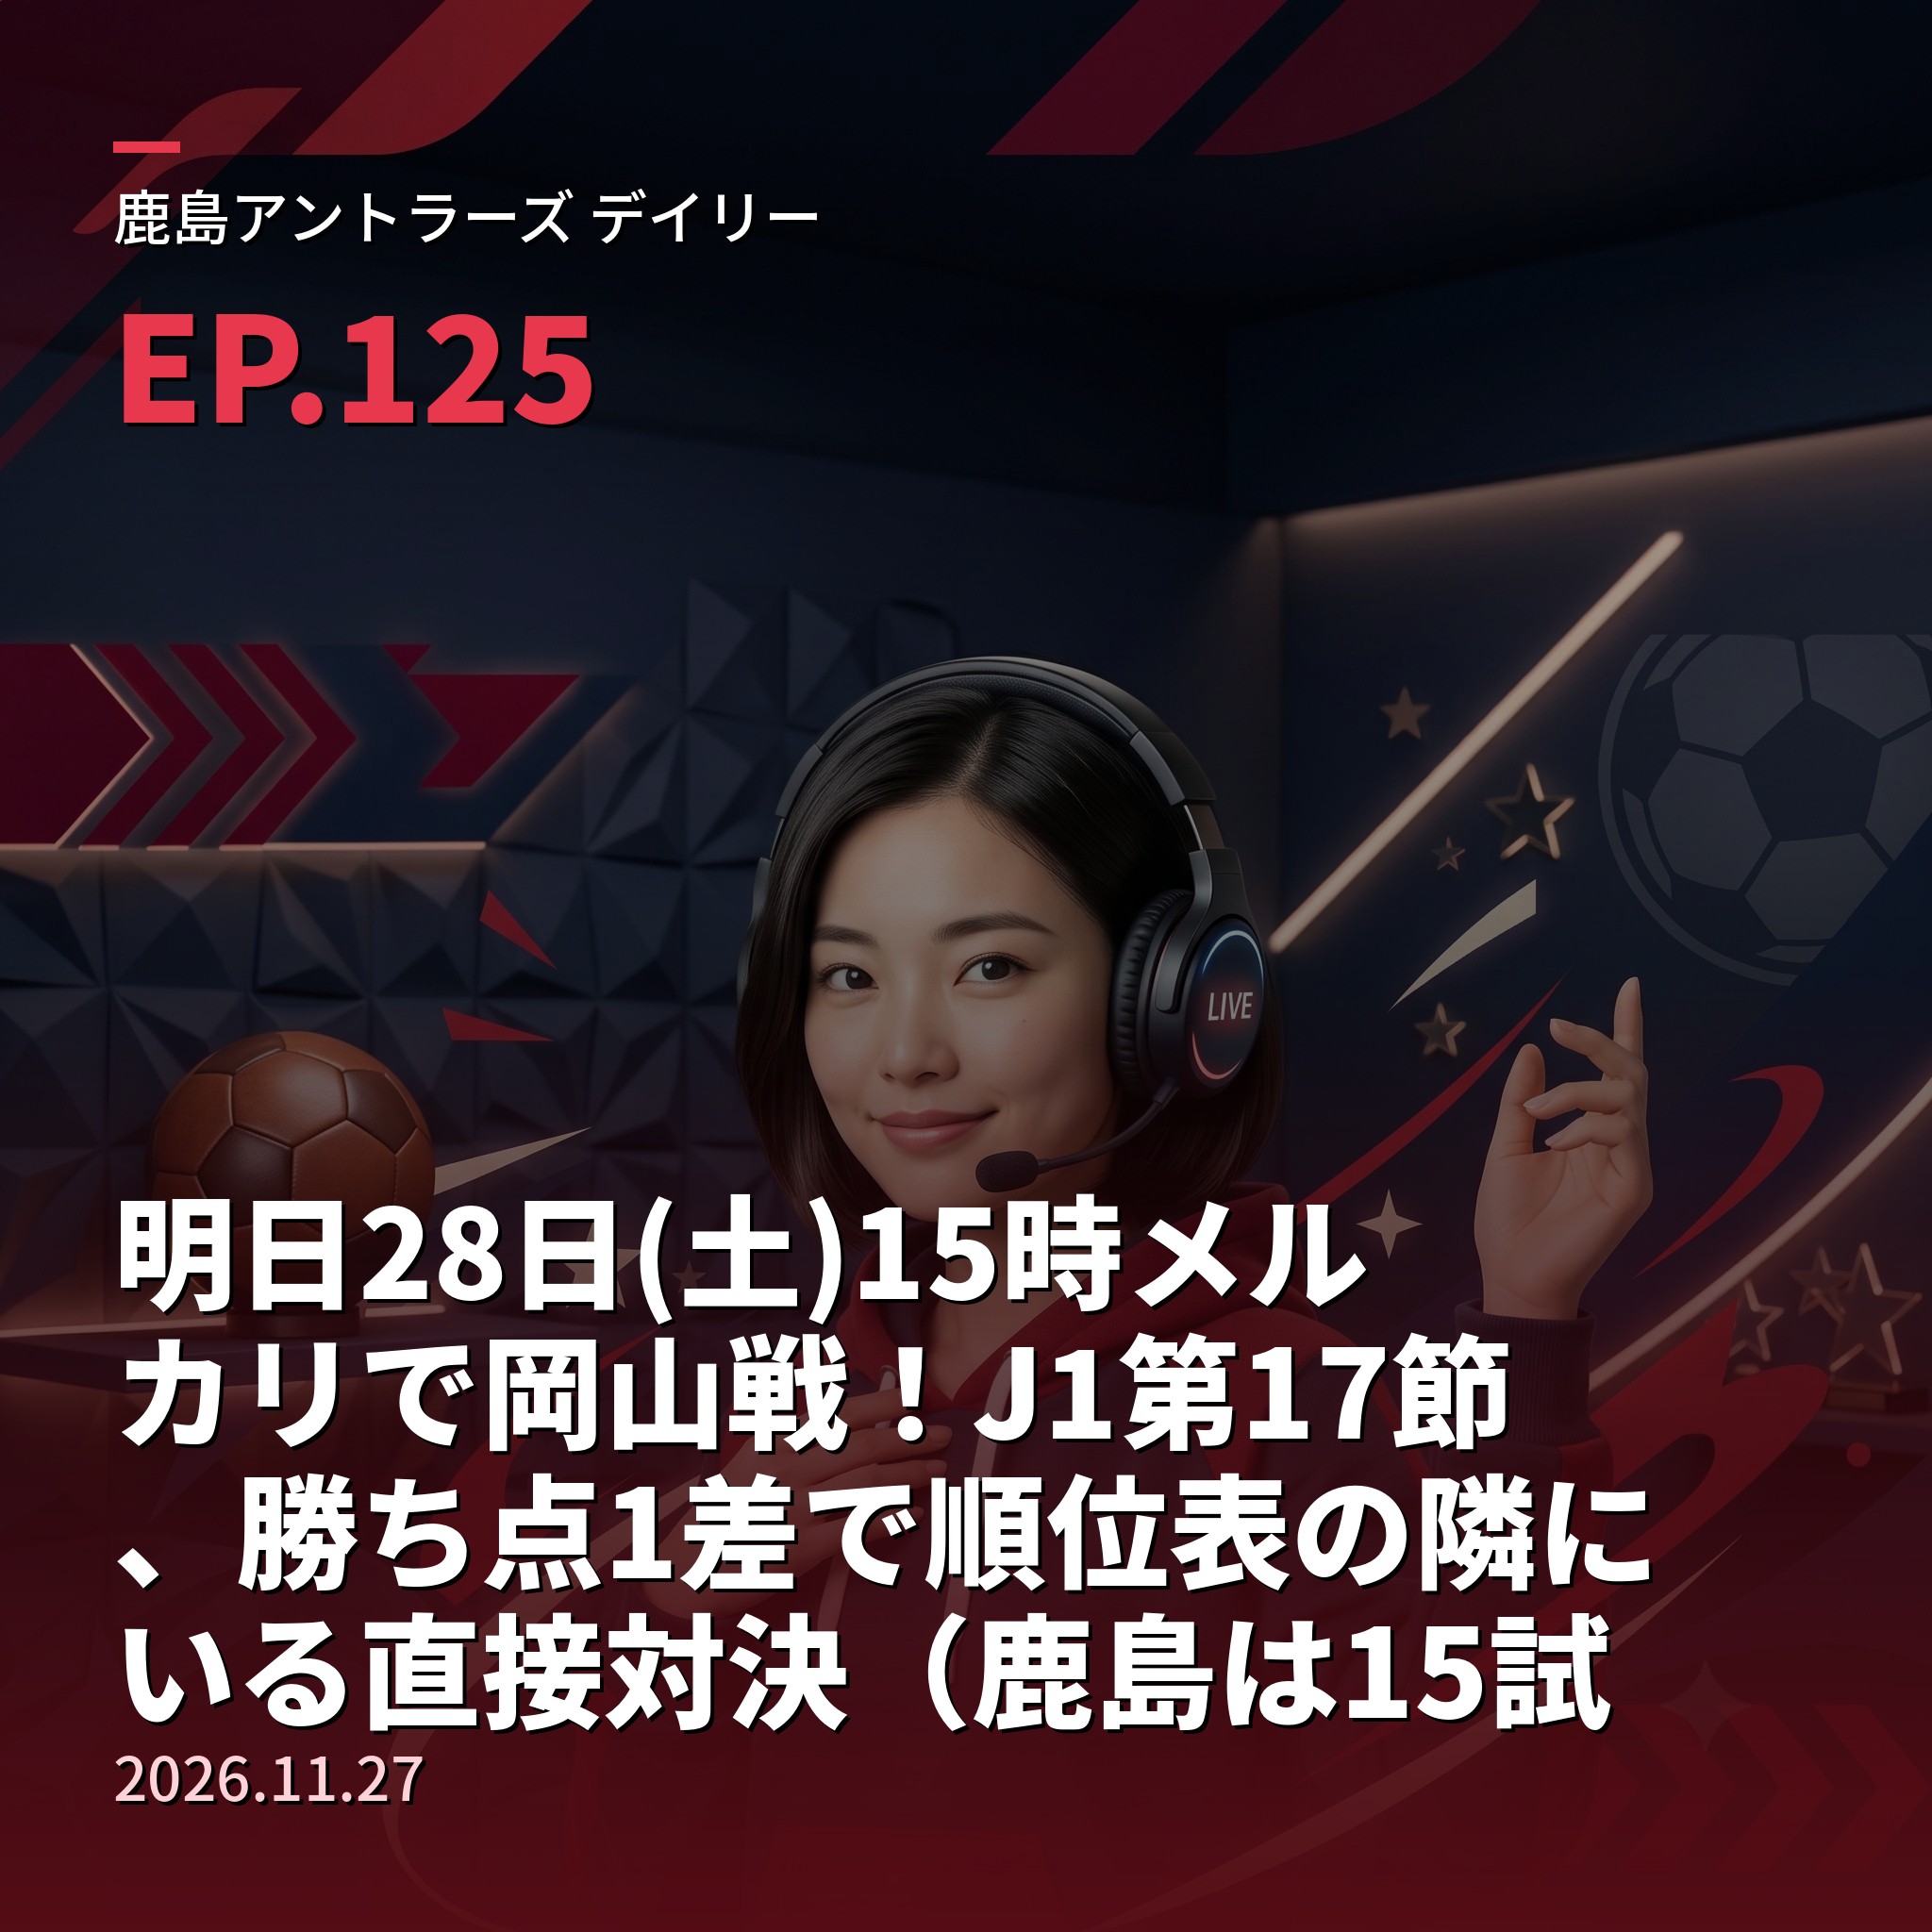 鹿島アントラーズ デイリー
EP.125
LIVE
明日28日(土)15時メル
カリで岡山戦！J1第17節
、勝ち点1差で順位表の隣に
いる直接対決（鹿島は15試
2026.11.27